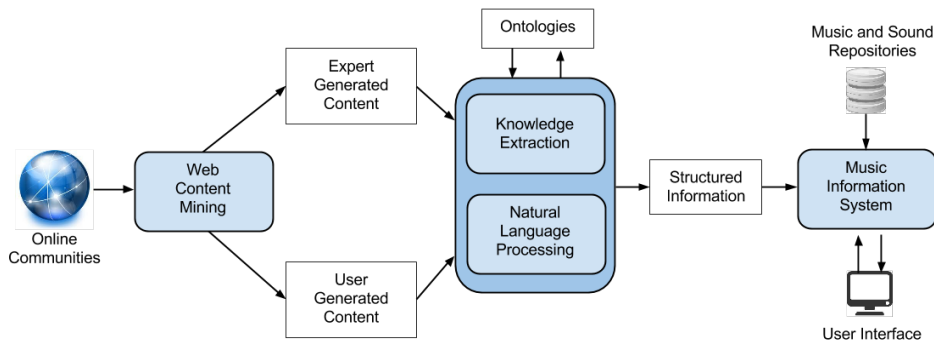 Online
Communities
Web
Content
Mining
Expert
Generated
Content
User
Generated
Content
Ontologies
Knowledge
Extraction
Natural
Language
Processing
Structured
Information
Music and Sound
Repositories
Music
Information
System
User Interface